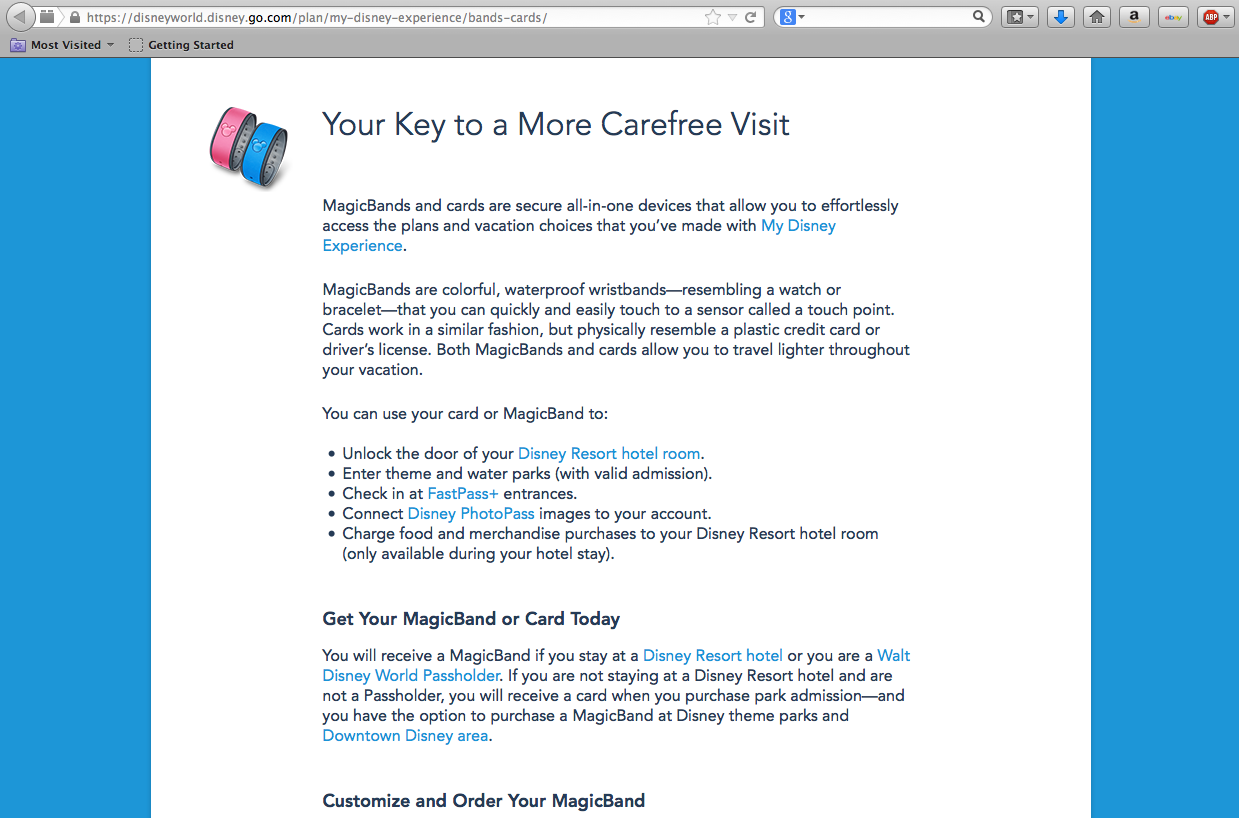 https://disneyworld.disney.go.com/plan/my-disney-experience/bands-cards/
8
a
ebay
ABP
Most Visited
Getting Started
Your Key to a More Carefree Visit
MagicBands and cards are secure all-in-one devices that allow you to effortlessly
access the plans and vacation choices that you’ve made with My Disney
Experience.
MagicBands are colorful, waterproof wristbands—resembling a watch or
bracelet—that you can quickly and easily touch to a sensor called a touch point.
Cards work in a similar fashion, but physically resemble a plastic credit card or
driver’s license. Both MagicBands and cards allow you to travel lighter throughout
your vacation.
You can use your card or MagicBand to:
• Unlock the door of your Disney Resort hotel room.
• Enter theme and water parks (with valid admission).
• Check in at FastPass+ entrances.
• Connect Disney PhotoPass images to your account.
• Charge food and merchandise purchases to your Disney Resort hotel room
(only available during your hotel stay).
Get Your MagicBand or Card Today
You will receive a MagicBand if you stay at a Disney Resort hotel or you are a Walt
Disney World Passholder. If you are not staying at a Disney Resort hotel and are
not a Passholder, you will receive a card when you purchase park admission—and
you have the option to purchase a MagicBand at Disney theme parks and
Downtown Disney area.
Customize and Order Your MagicBand